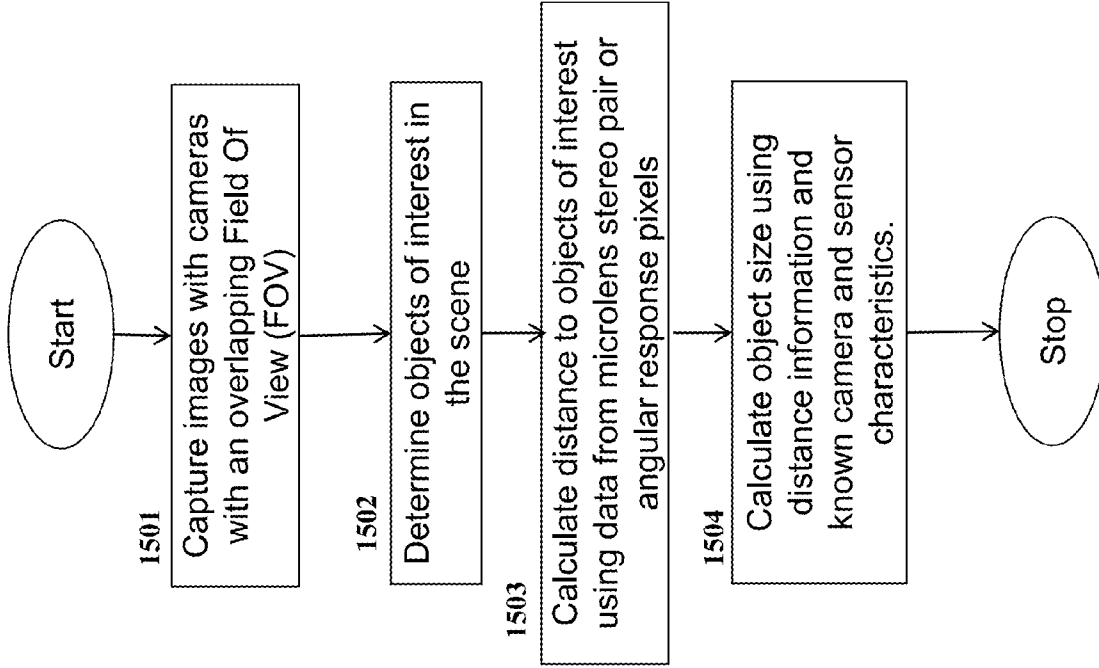 Start
1501
Capture images with cameras
with an overlapping Field Of
View (FOV)
1502
Determine objects of interest in
the scene
1503
Calculate distance to objects of interest
using data from microlens stereo pair or
angular response pixels
1504
Calculate object size using
distance information and
known camera and sensor
characteristics.
Stop